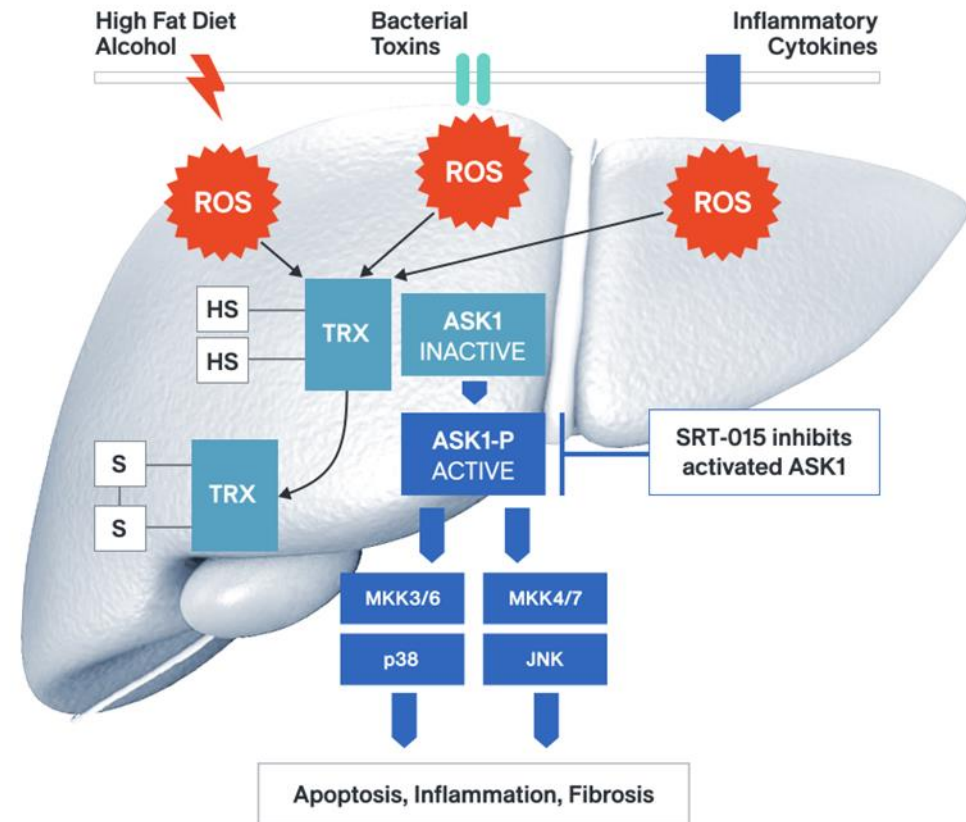 High Fat Diet
Alcohol
Bacterial
Toxins
Inflammatory
Cytokines
ROS
ROS
ROS
HS
HS
TRX
ASK1
INACTIVE
S
S
TRX
ASK1-P
ACTIVE
SRT-015 inhibits
activated ASK1
MKK3/6
MKK4/7
p38
JNK
Apoptosis, Inflammation, Fibrosis